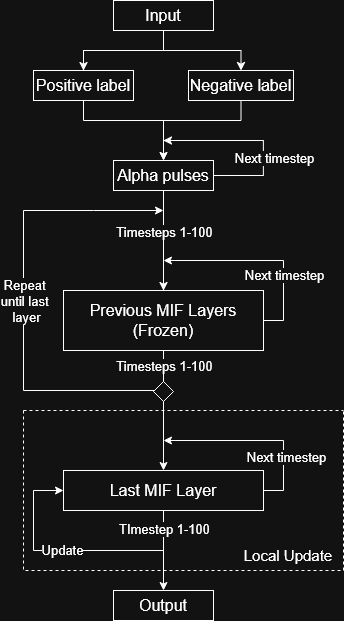 Input
Positive label
Negative label
Next timestep
Alpha pulses
Timesteps 1-100
Next timestep
Repeat
until last
layer
Previous MIF Layers
(Frozen)
Timesteps 1-100
Next timestep
Last MIF Layer
TImestep 1-100
Update
Local Update
Output